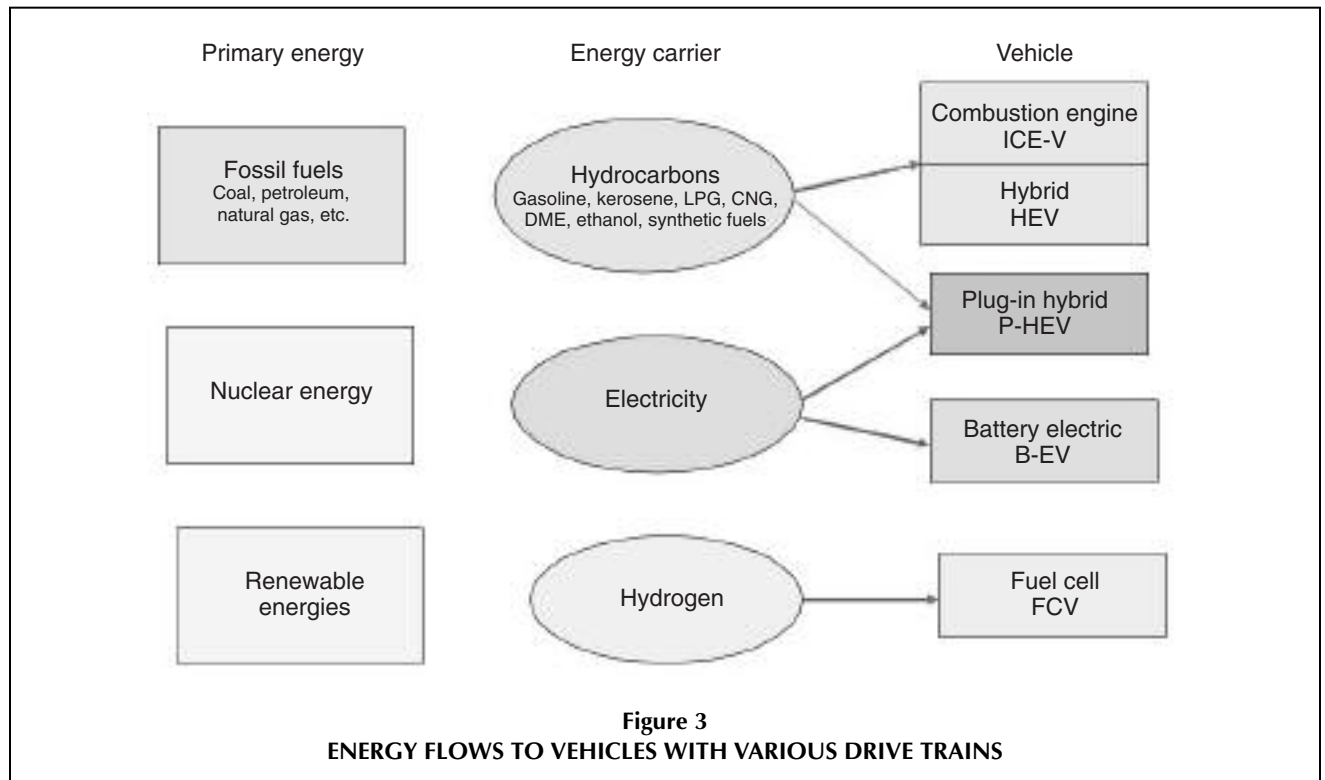 Primary energy
Energy carrier
Vehicle
Fossil fuels
Coal, petroleum,
natural gas, etc.
Hydrocarbons
Gasoline, kerosene, LPG, CNG,
DME, ethanol, synthetic fuels
Combustion engine
ICE-V
Hybrid
HEV
Plug-in hybrid
P-HEV
Nuclear energy
Electricity
Battery electric
B-EV
Renewable
energies
Hydrogen
Fuel cell
FCV
Figure 3
ENERGY FLOWS TO VEHICLES WITH VARIOUS DRIVE TRAINS